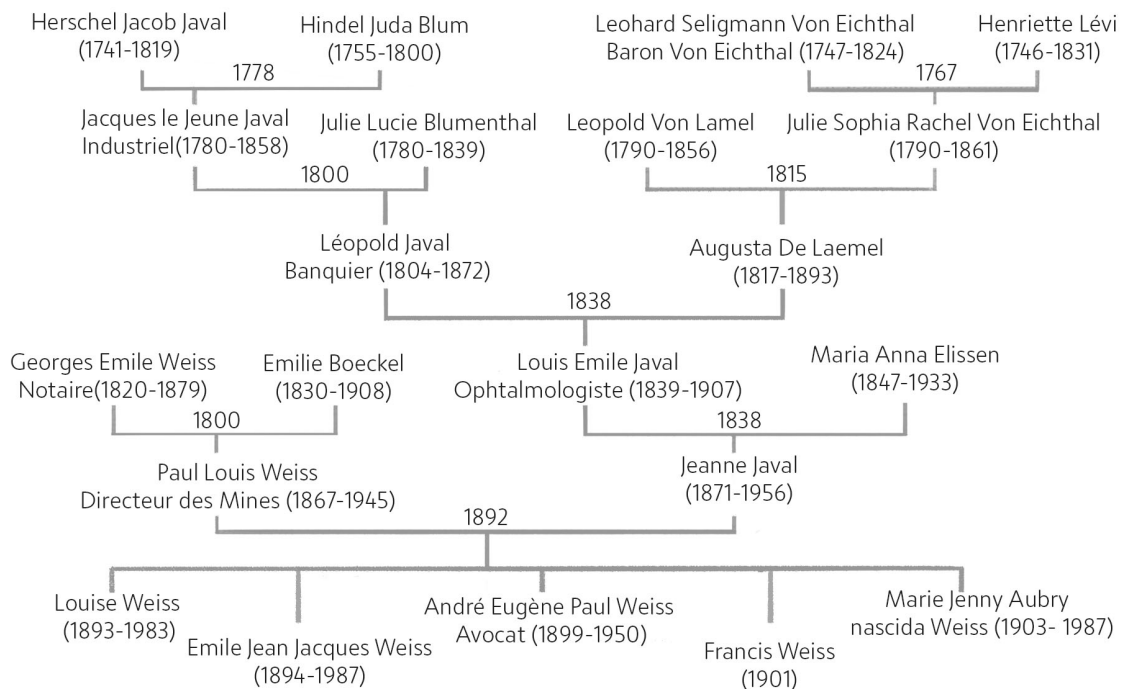 Herschel Jacob Javal
(1741-1819)
Hindel Juda Blum
(1755-1800)
Leohard Seligmann Von Eichthal
Baron Von Eichthal (1747-1824)
Henriette Lévi
(1746-1831)
1778
1767
Jacques le Jeune Javal
Industriel(1780-1858)
Julie Lucie Blumenthal
(1780-1839)
Leopold Von Lamel
(1790-1856)
Julie Sophia Rachel Von Eichthal
(1790-1861)
1800
1815
Léopold Javal
Banquier (1804-1872)
Augusta De Laemel
(1817-1893)
1838
Georges Emile Weiss
Notaire(1820-1879)
Emilie Boeckel
(1830-1908)
Louis Emile Javal
Ophtalmologiste (1839-1907)
Maria Anna Elissen
(1847-1933)
1800
1838
Paul Louis Weiss
Directeur des Mines (1867-1945)
Jeanne Javal
(1871-1956)
1892
Louise Weiss
(1893-1983)
Emile Jean Jacques Weiss
(1894-1987)
André Eugène Paul Weiss
Avocat (1899-1950)
Francis Weiss
(1901)
Marie Jenny Aubry
nascida Weiss (1903- 1987)